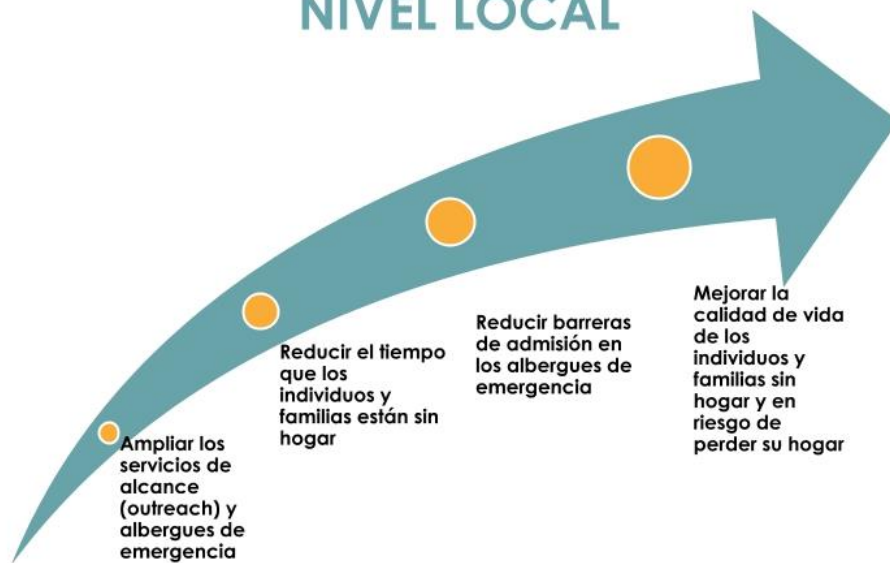 NIVEL LOCAL
Ampliar los
servicios de
alcance
(outreach) y
albergues de
emergencia
Reducir el tiempo
que los
individuos y
familias están sin
hogar
Reducir barreras
de admisión en
los albergues de
emergencia
Mejorar la
calidad de vida
de los
individuos y
familias sin
hogar y en
riesgo de
perder su hogar